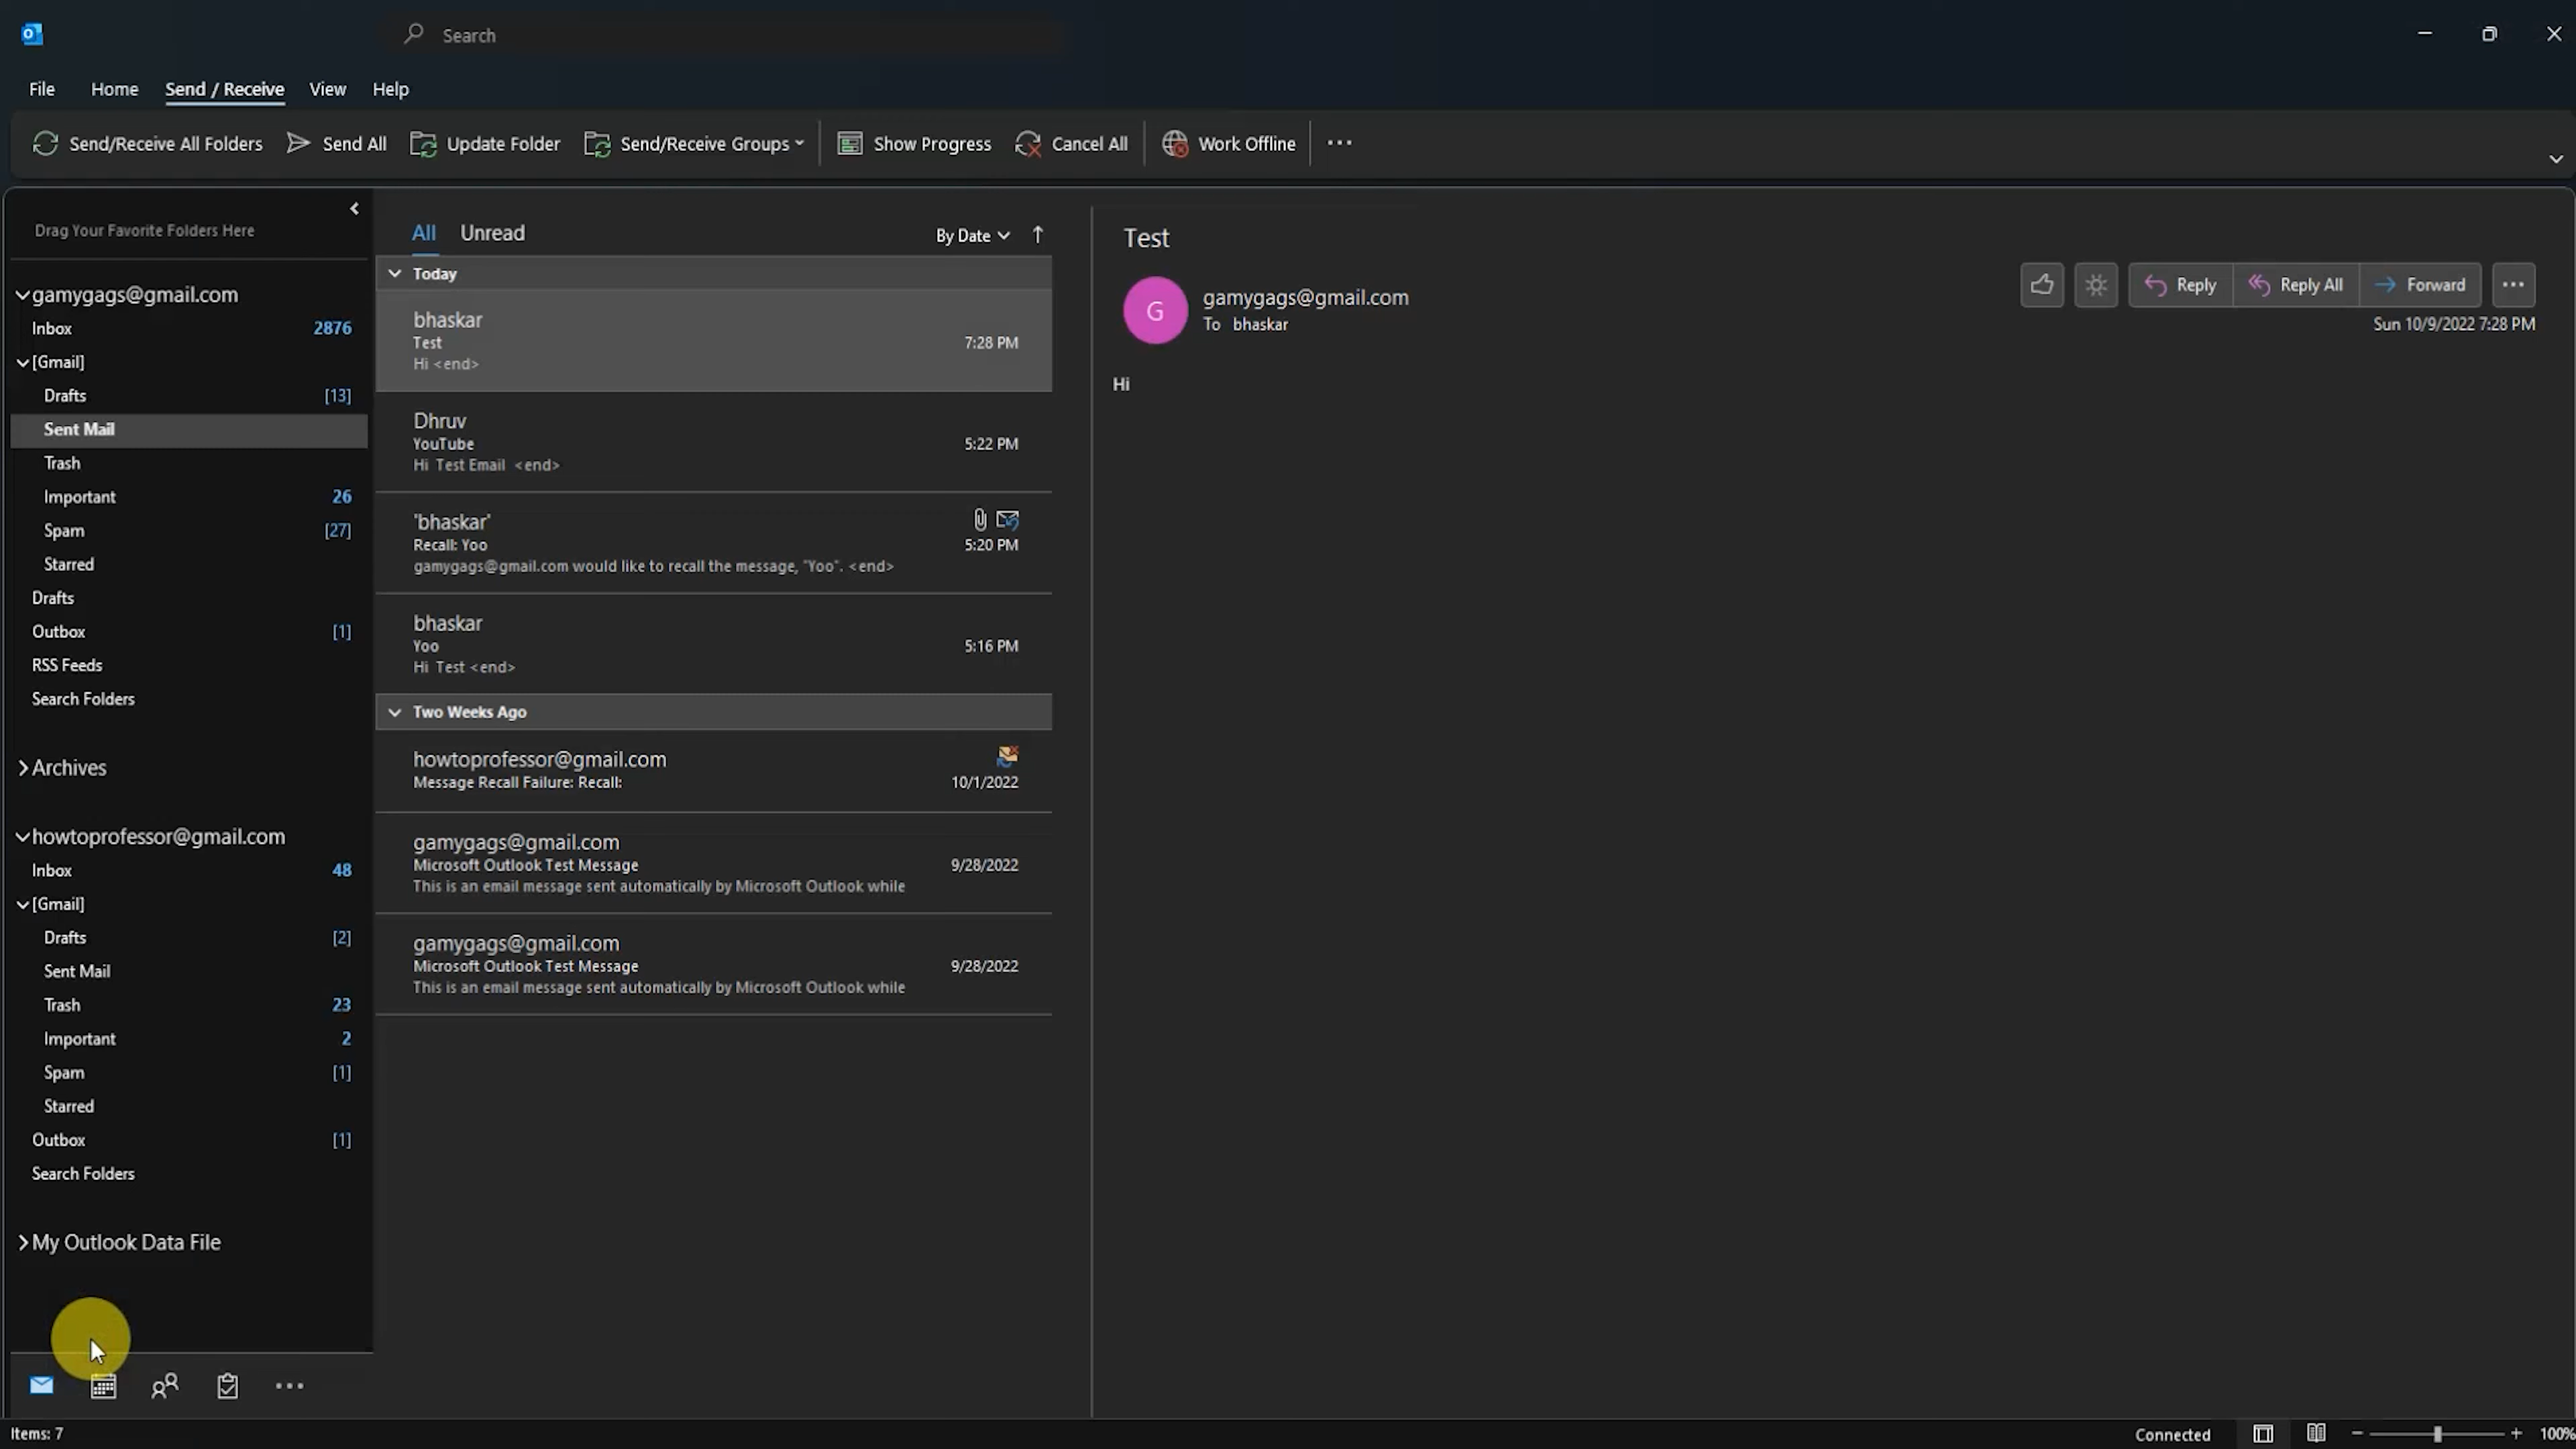 Search
File Home Send / Receive View Help
Send/Receive All Folders Send All Update Folder Send/Receive Groups Show Progress Cancel All Work Offline ...
Drag Your Favorite Folders Here
gamygags@gmail.com
Inbox 2876
[Gmail]
Drafts [13]
Sent Mail
Trash
Important 26
Spam [27]
Starred
Drafts
Outbox [1]
RSS Feeds
Search Folders
Archives
howtoprofessor@gmail.com
Inbox 48
[Gmail]
Drafts [2]
Sent Mail
Trash 23
Important 2
Spam [1]
Starred
Outbox [1]
Search Folders
My Outlook Data File
...
All Unread By Date
Today
bhaskar
Test 7:28 PM
Hi <end>
Dhruv
YouTube 5:22 PM
Hi Test Email <end>
'bhaskar'
Recall: Yoo 5:20 PM
gamygags@gmail.com would like to recall the message, "Yoo". <end>
bhaskar
Yoo 5:16 PM
Hi Test <end>
Two Weeks Ago
howtoprofessor@gmail.com
Message Recall Failure: Recall: 10/1/2022
gamygags@gmail.com
Microsoft Outlook Test Message 9/28/2022
This is an email message sent automatically by Microsoft Outlook while
gamygags@gmail.com
Microsoft Outlook Test Message 9/28/2022
This is an email message sent automatically by Microsoft Outlook while
Test
G
gamygags@gmail.com
To bhaskar
Reply Reply All Forward ...
Sun 10/9/2022 7:28 PM
Hi
Items: 7
Connected
100%